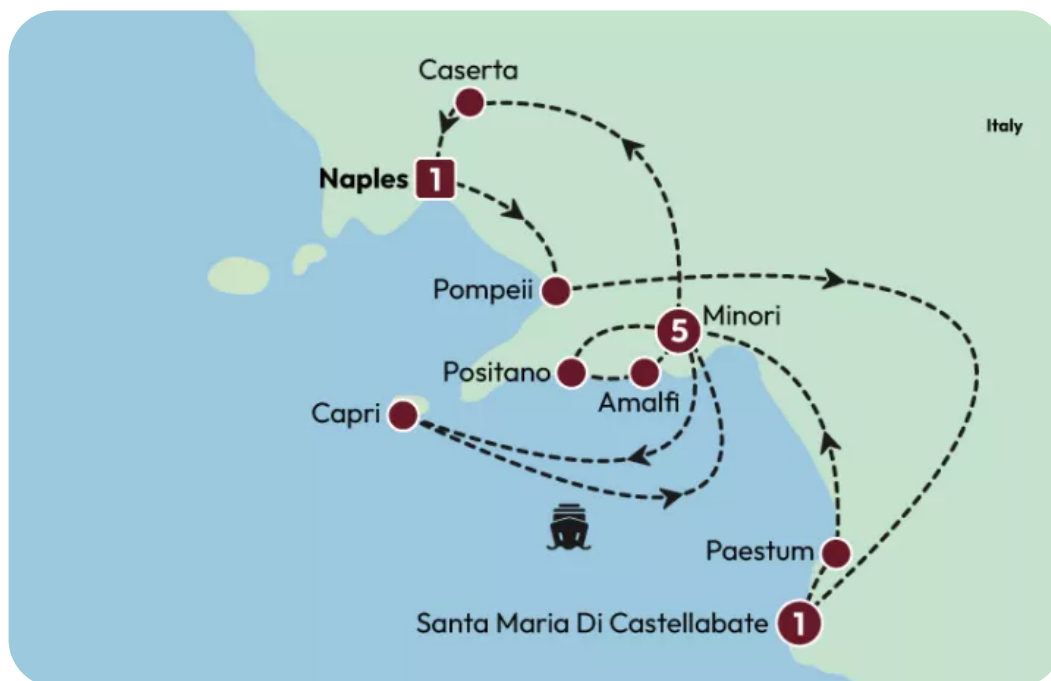 Caserta
Italy
Naples 1
Pompeii
5 Minori
Positano
Amalfi
Capri
Paestum
Santa Maria Di Castellabate 1